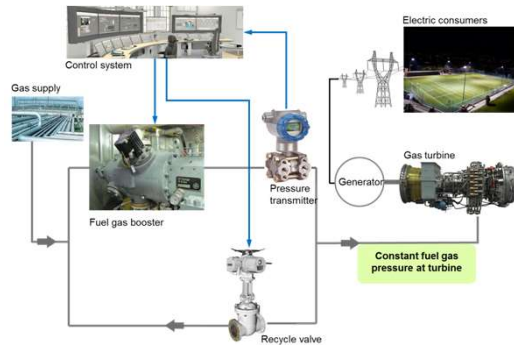 Electric consumers
Control system
Gas supply
Gas turbine
Generator
Pressure
transmitter
Fuel gas booster
Constant fuel gas
pressure at turbine
Recycle valve